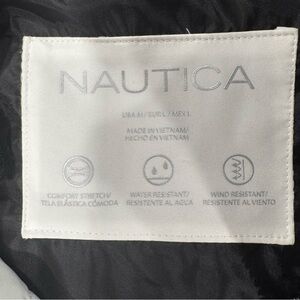 NAUTICA
USA M / EUR L / MEX L
MADE IN VIETNAM/
HECHO EN VIETNAM
COMFORT STRETCH/
TELA ELÁSTICA CÓMODA
WATER RESISTANT/
RESISTENTE AL AGUA
WIND RESISTANT/
RESISTENTE AL VIENTO